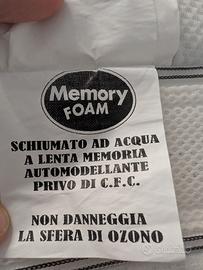 Memory
FOAM
SCHIUMATO AD ACQUA
A LENTA MEMORIA
AUTOMODELLANTE
PRIVO DI C.F.C.
NON DANNEGGIA
LA SFERA DI OZONO